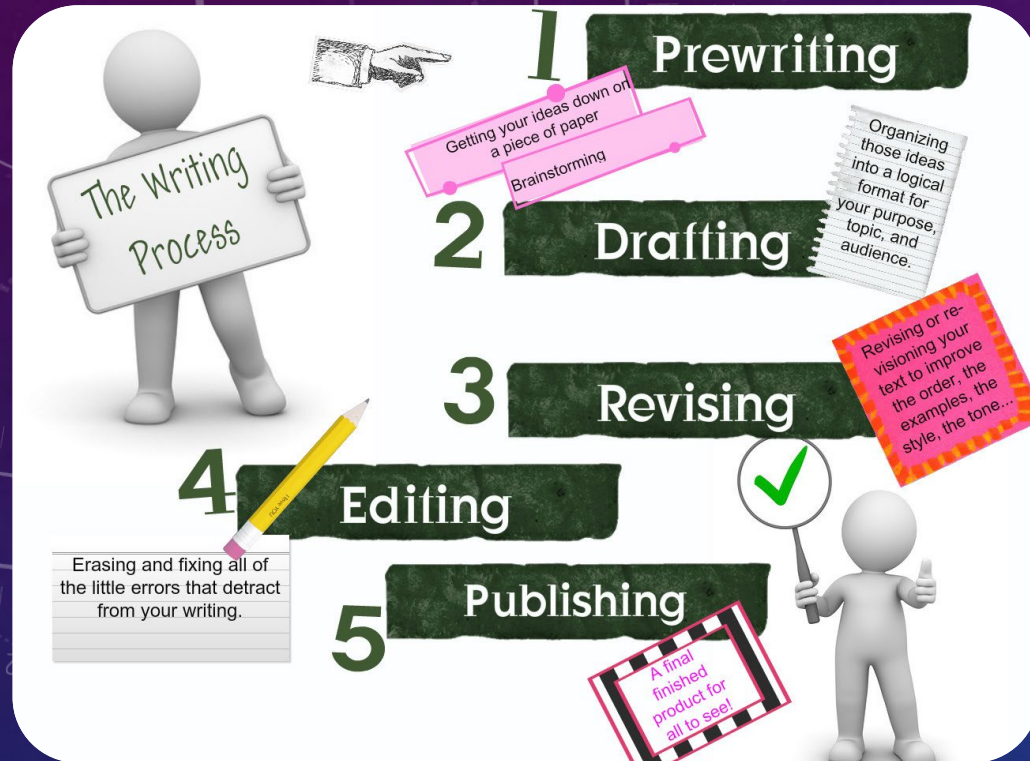 The Writing
Process
1
Prewriting
Getting your ideas down on
a piece of paper
Brainstorming
2
Drafting
Organizing
those ideas
into a logical
format for
your purpose,
topic, and
audience.
3
Revising
Revising or re-
visioning your
text to improve
the order, the
examples, the
style, the tone...
4
Editing
Erasing and fixing all of
the little errors that detract
from your writing.
5
Publishing
A final
finished
product for
all to see!